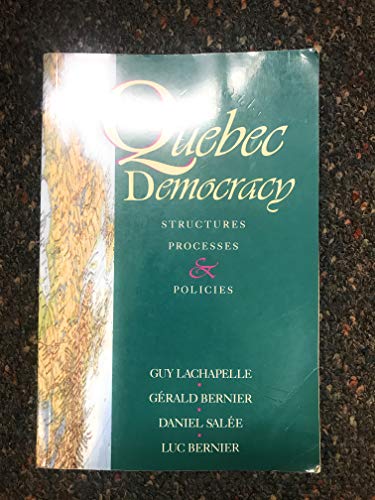 Quebec
Democracy
STRUCTURES
PROCESSES
&
POLICIES
GUY LACHAPELLE
•
GÉRALD BERNIER
•
DANIEL SALÉE
•
LUC BERNIER